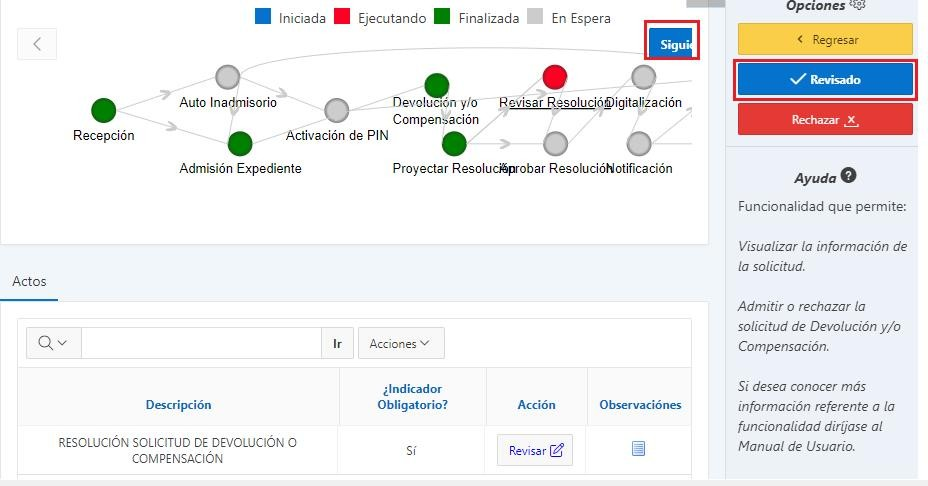 Iniciada Ejecutando Finalizada En Espera
Siguie
Auto Inadmisorio
Recepción
Admisión Expediente
Activación de PIN
Devolución y/o
Compensación
Proyectar Resolución
Revisar Resolución
Aprobar Resolución
Digitalización
Notificación
Opciones
Regresar
Revisado
Rechazar
Ayuda
Funcionalidad que permite:
Visualizar la información de
la solicitud.
Admitir o rechazar la
solicitud de Devolución y/o
Compensación.
Si desea conocer más
información referente a la
funcionalidad diríjase al
Manual de Usuario.
Actos
Ir Acciones
Descripción
¿Indicador
Obligatorio?
Acción
Observaciónes
RESOLUCIÓN SOLICITUD DE DEVOLUCIÓN O
COMPENSACIÓN
Sí
Revisar